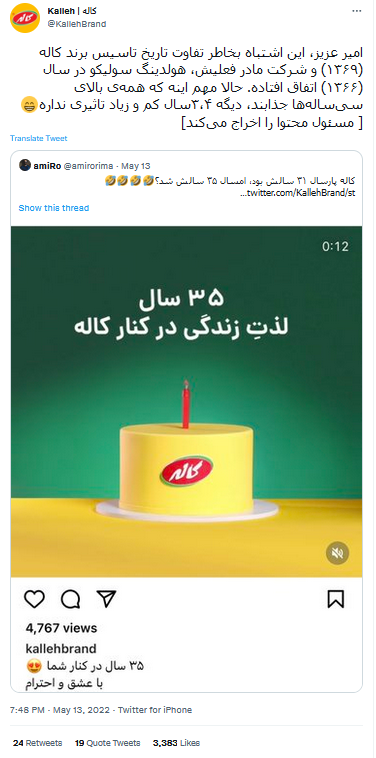 Kalleh | کاله
@KallehBrand
امیر عزیز، این اشتباه بخاطر تفاوت تاریخ تاسیس برند کاله
(۱۳۶۹) و شرکت مادر فعلیش، هولدینگ سولیکو در سال
(۱۳۶۶) اتفاق افتاده. حالا مهم اینه که همه‌ی بالای
سی‌ساله‌ها جذابند، دیگه ۳،۴سال کم و زیاد تاثیری نداره😁
[ مسئول محتوا را اخراج می‌کند]
Translate Tweet
amiRo @amirorima · May 13
کاله پارسال ۳۱ سالش بود، امسال ۳۵ سالش شد؟🤣🤣🤣🤣
twitter.com/KallehBrand/st...
Show this thread
0:12
۳۵ سال
لذتِ زندگی در کنار کاله
کاله
4,767 views
kallehbrand
۳۵ سال در کنار شما 😍
با عشق و احترام
7:48 PM · May 13, 2022 · Twitter for iPhone
24 Retweets 19 Quote Tweets 3,383 Likes